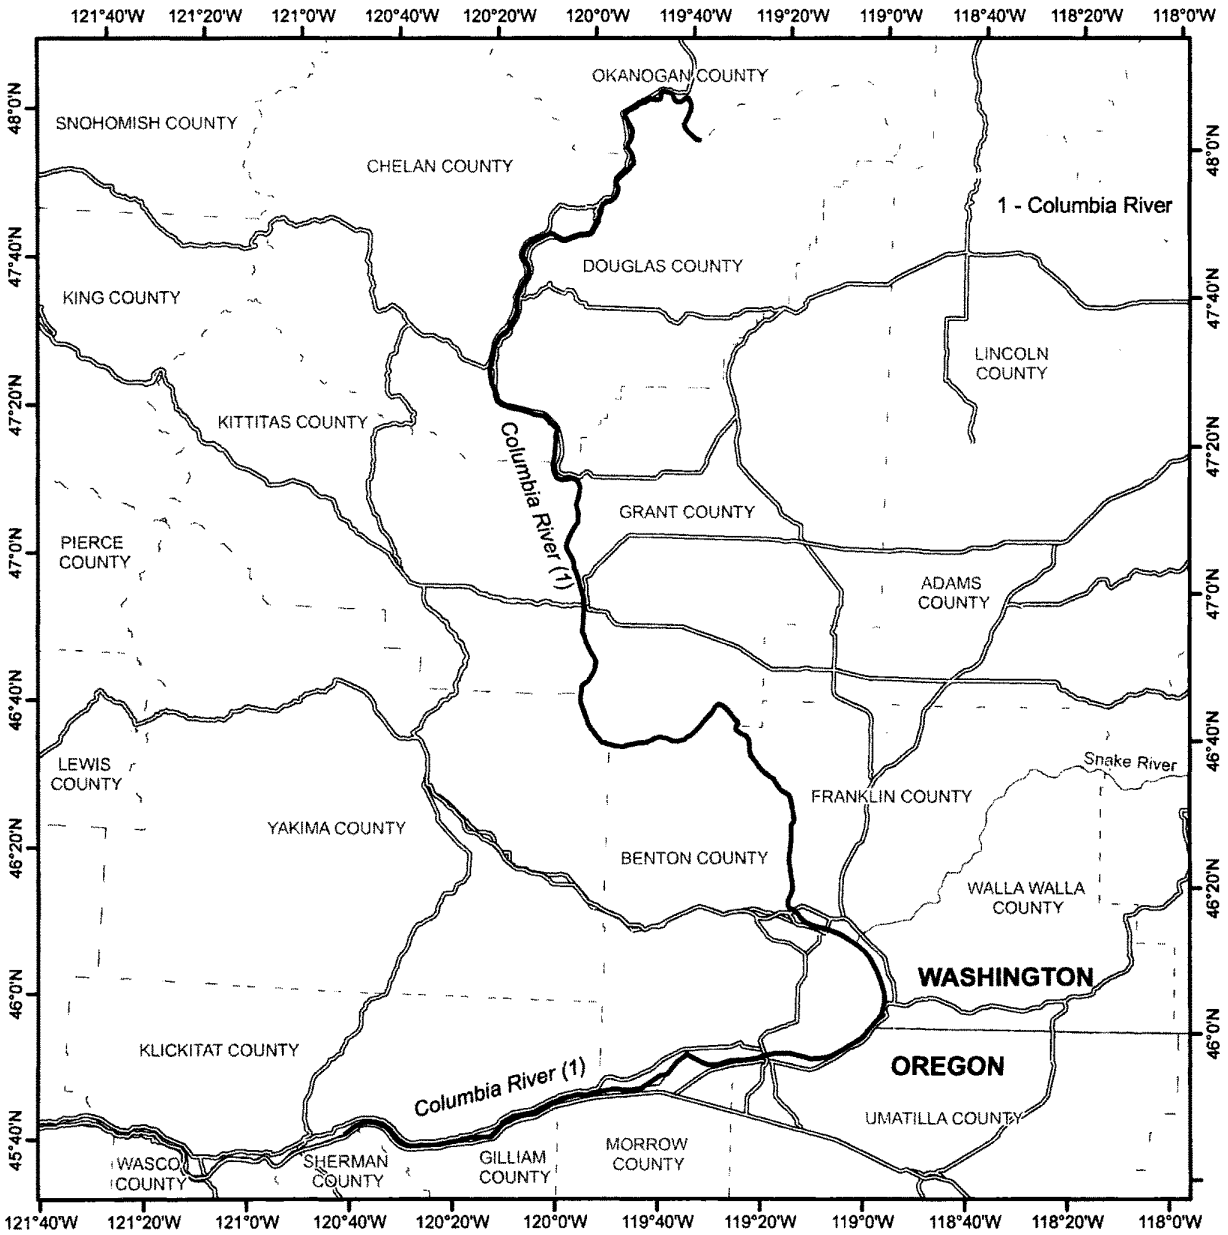 121°40'W 121°20'W 121°0'W 120°40'W 120°20'W 120°0'W 119°40'W 119°20'W 119°0'W 118°40'W 118°20'W 118°0'W
OKANOGAN COUNTY
48°0'N
SNOHOMISH COUNTY
48°0'N
CHELAN COUNTY
1 - Columbia River
47°40'N
DOUGLAS COUNTY
KING COUNTY
47°40'N
LINCOLN
COUNTY
47°20'N
KITTITAS COUNTY
47°20'N
Columbia River (1)
GRANT COUNTY
PIERCE
COUNTY
47°0'N
ADAMS
COUNTY
47°0'N
46°40'N
46°40'N
LEWIS
COUNTY
Snake River
FRANKLIN COUNTY
YAKIMA COUNTY
46°20'N
BENTON COUNTY
46°20'N
WALLA WALLA
COUNTY
WASHINGTON
46°0'N
46°0'N
KLICKITAT COUNTY
OREGON
Columbia River (1)
UMATILLA COUNTY
45°40'N
MORROW
COUNTY
WASCO
COUNTY
SHERMAN
COUNTY
GILLIAM
COUNTY
121°40'W 121°20'W 121°0'W 120°40'W 120°20'W 120°0'W 119°40'W 119°20'W 119°0'W 118°40'W 118°20'W 118°0'W